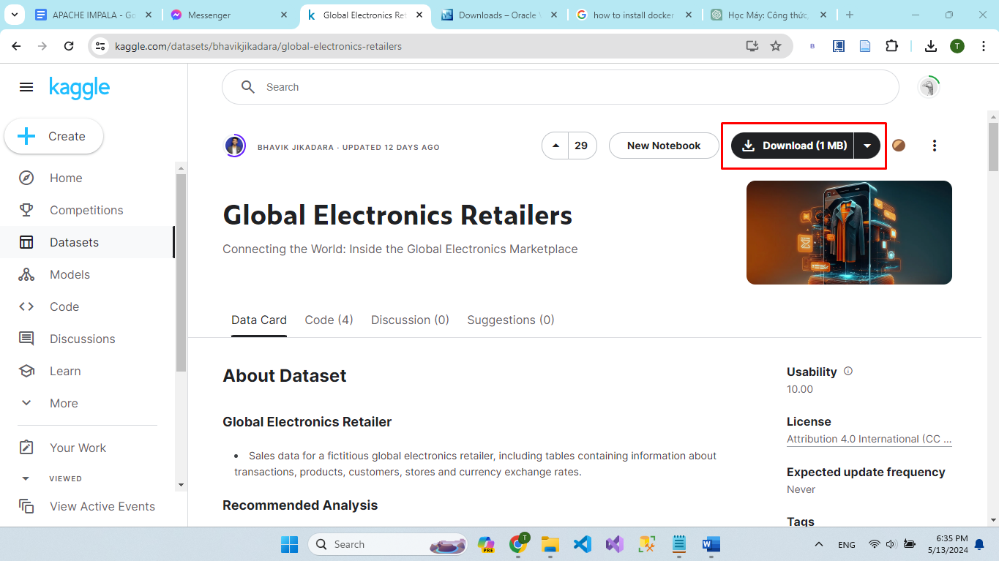 APACHE IMPALA - Go
Messenger
Global Electronics Ret
Downloads – Oracle V
how to install docker
Học Máy: Công thức,
kaggle.com/datasets/bhavikjikadara/global-electronics-retailers
B
T
kaggle
Search
Create
BHAVIK JIKADARA · UPDATED 12 DAYS AGO
29
New Notebook
Download (1 MB)
Home
Competitions
Datasets
Models
Code
Discussions
Learn
More
Your Work
VIEWED
View Active Events
Global Electronics Retailers
Connecting the World: Inside the Global Electronics Marketplace
Data Card
Code (4)
Discussion (0)
Suggestions (0)
About Dataset
Global Electronics Retailer
• Sales data for a fictitious global electronics retailer, including tables containing information about
transactions, products, customers, stores and currency exchange rates.
Recommended Analysis
Usability
10.00
License
Attribution 4.0 International (CC ...
Expected update frequency
Never
Tags
Search
PRE
T
ENG
6:35 PM
5/13/2024